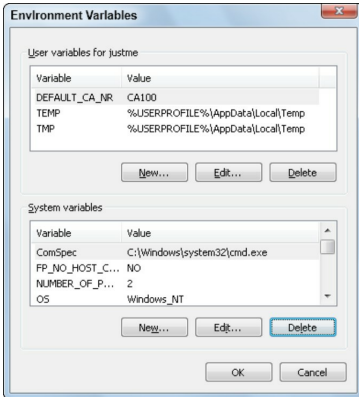 Environment Variables
User variables for justme
Variable Value
DEFAULT_CA_NR CA100
TEMP %USERPROFILE%\AppData\Local\Temp
TMP %USERPROFILE%\AppData\Local\Temp
New... Edit... Delete
System variables
Variable Value
ComSpec C:\Windows\system32\cmd.exe
FP_NO_HOST_C... NO
NUMBER_OF_P... 2
OS Windows_NT
New... Edit... Delete
OK Cancel